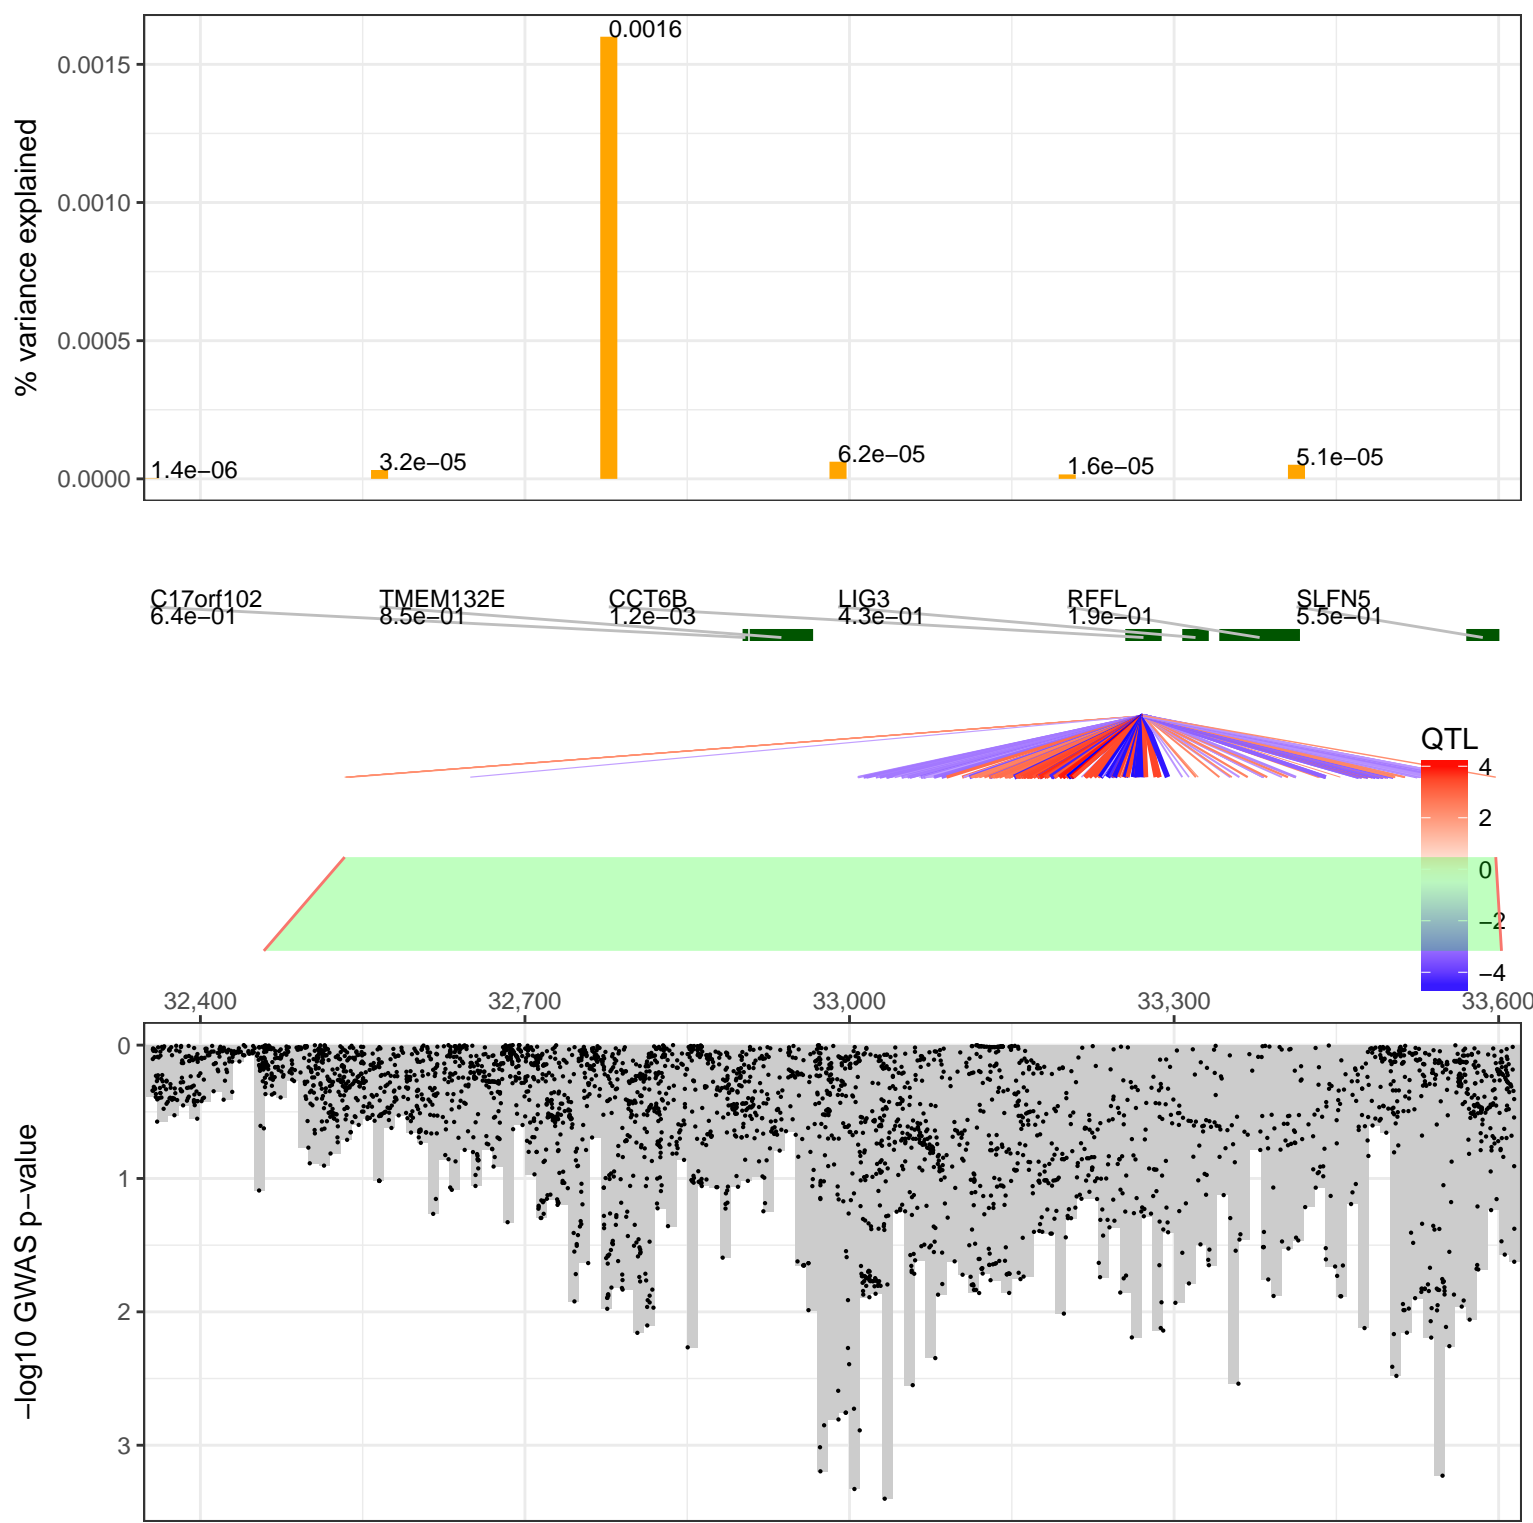 0.0016
0.0015
0.0010
0.0005
0.0000
% variance explained
1.4e−06
3.2e−05
6.2e−05
1.6e−05
5.1e−05
C17orf102 TMEM132E CCT6B LIG3 RFFL SLFN5
6.4e−01 8.5e−01 1.2e−03 4.3e−01 1.9e−01 5.5e−01
QTL
4
2
0
−2
−4
32,400 32,700 33,000 33,300 33,600
0
1
2
3
−log10 GWAS p−value